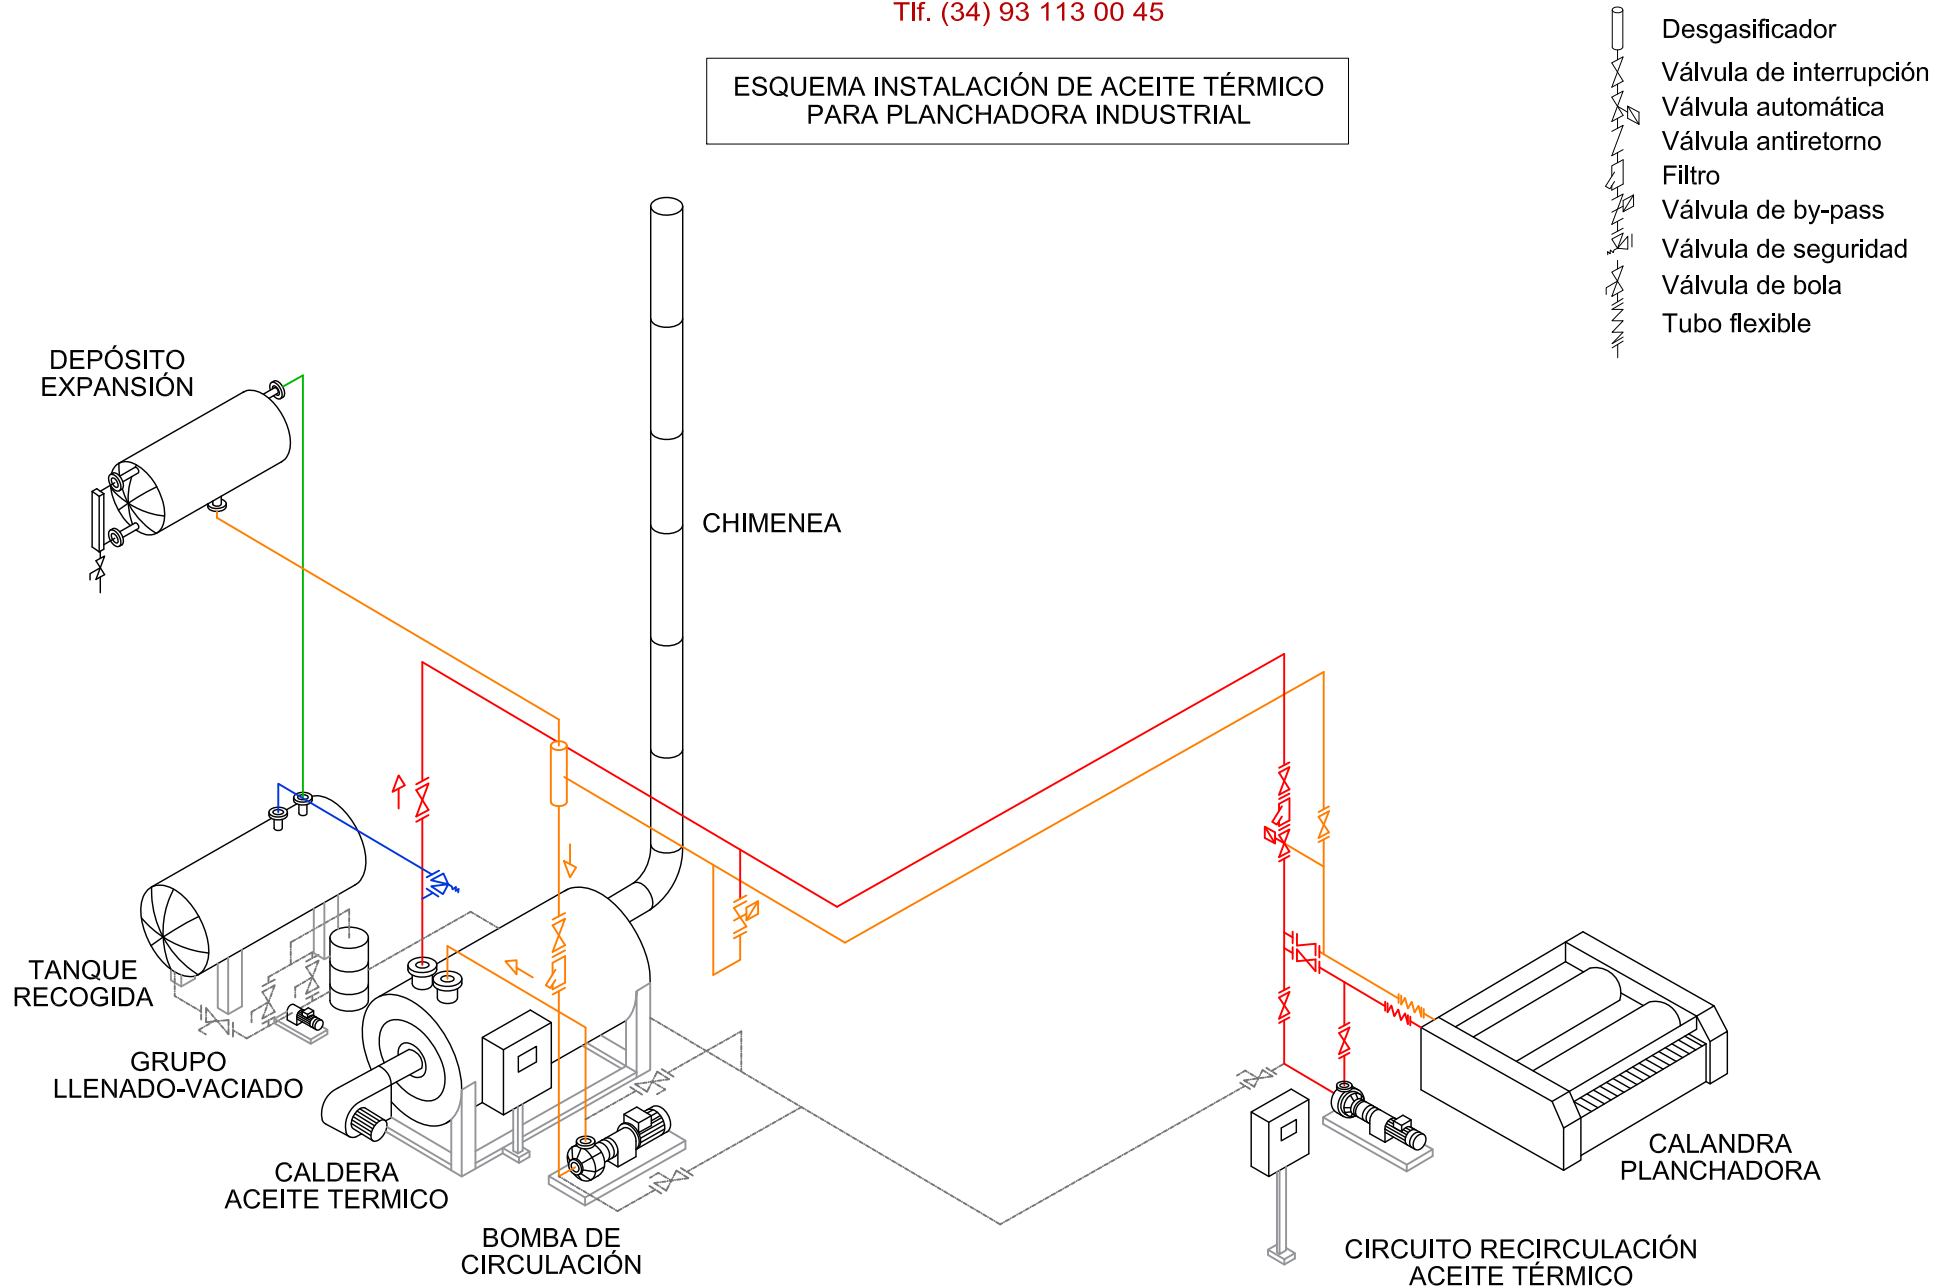 Tlf. (34) 93 113 00 45
ESQUEMA INSTALACIÓN DE ACEITE TÉRMICO
PARA PLANCHADORA INDUSTRIAL
Desgasificador
Válvula de interrupción
Válvula automática
Válvula antiretorno
Filtro
Válvula de by-pass
Válvula de seguridad
Válvula de bola
Tubo flexible
DEPÓSITO
EXPANSIÓN
CHIMENEA
TANQUE
RECOGIDA
GRUPO
LLENADO-VACIADO
CALDERA
ACEITE TERMICO
BOMBA DE
CIRCULACIÓN
CALANDRA
PLANCHADORA
CIRCUITO RECIRCULACIÓN
ACEITE TÉRMICO